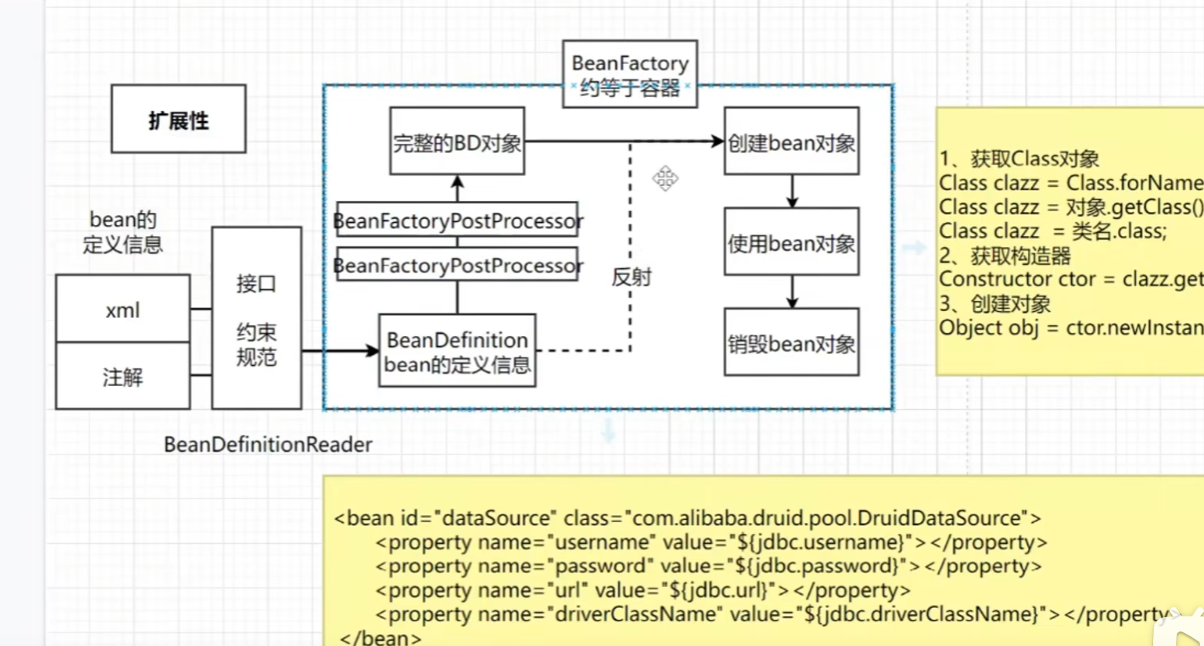 BeanFactory
约等于容器
扩展性
完整的BD对象
创建bean对象
BeanFactoryPostProcessor
BeanFactoryPostProcessor
反射
使用bean对象
销毁bean对象
bean的
定义信息
xml
注解
接口
约束
规范
BeanDefinition
bean的定义信息
BeanDefinitionReader
1、获取Class对象
Class clazz = Class.forName
Class clazz = 对象.getClass()
Class clazz  = 类名.class;
2、获取构造器
Constructor ctor = clazz.get
3、创建对象
Object obj = ctor.newInstan
<bean id="dataSource" class="com.alibaba.druid.pool.DruidDataSource">
<property name="username" value="${jdbc.username}"></property>
<property name="password" value="${jdbc.password}"></property>
<property name="url" value="${jdbc.url}"></property>
<property name="driverClassName" value="${jdbc.driverClassName}"></property>
</bean>